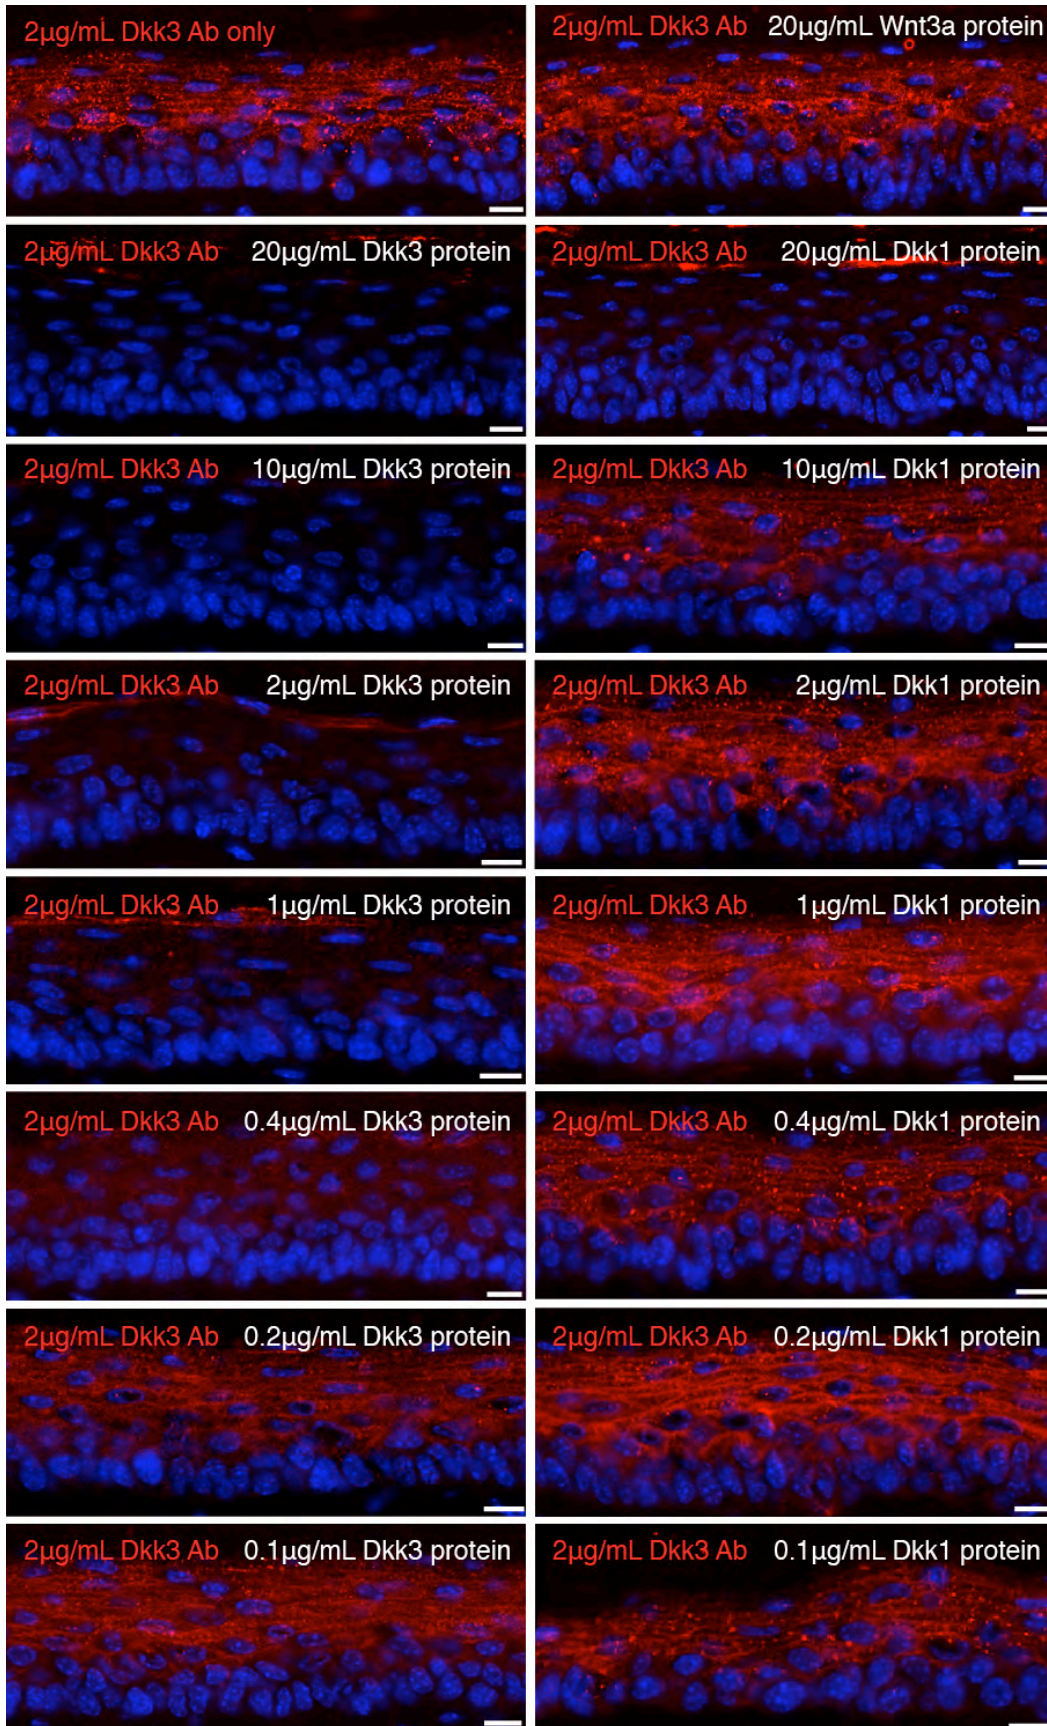 2µg/mL Dkk3 Ab only
2µg/mL Dkk3 Ab 20µg/mL Wnt3a protein
2µg/mL Dkk3 Ab 20µg/mL Dkk3 protein
2µg/mL Dkk3 Ab 20µg/mL Dkk1 protein
2µg/mL Dkk3 Ab 10µg/mL Dkk3 protein
2µg/mL Dkk3 Ab 10µg/mL Dkk1 protein
2µg/mL Dkk3 Ab 2µg/mL Dkk3 protein
2µg/mL Dkk3 Ab 2µg/mL Dkk1 protein
2µg/mL Dkk3 Ab 1µg/mL Dkk3 protein
2µg/mL Dkk3 Ab 1µg/mL Dkk1 protein
2µg/mL Dkk3 Ab 0.4µg/mL Dkk3 protein
2µg/mL Dkk3 Ab 0.4µg/mL Dkk1 protein
2µg/mL Dkk3 Ab 0.2µg/mL Dkk3 protein
2µg/mL Dkk3 Ab 0.2µg/mL Dkk1 protein
2µg/mL Dkk3 Ab 0.1µg/mL Dkk3 protein
2µg/mL Dkk3 Ab 0.1µg/mL Dkk1 protein